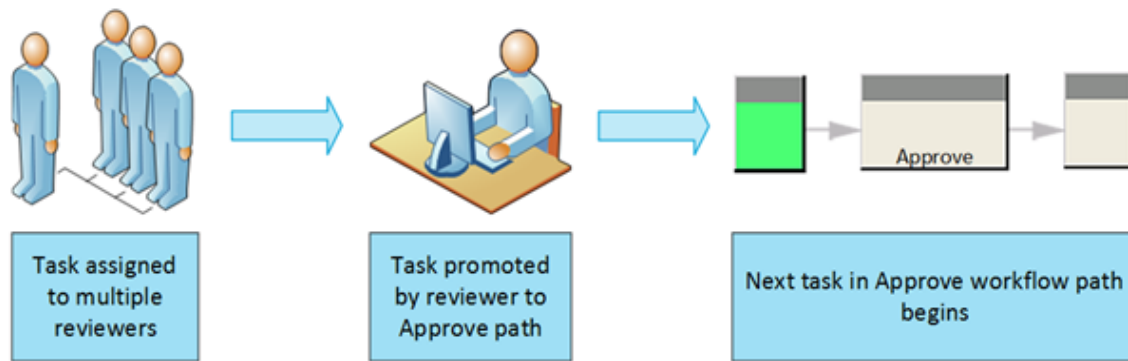 Approve
Task assigned
to multiple
reviewers
Task promoted
by reviewer to
Approve path
Next task in Approve workflow path
begins